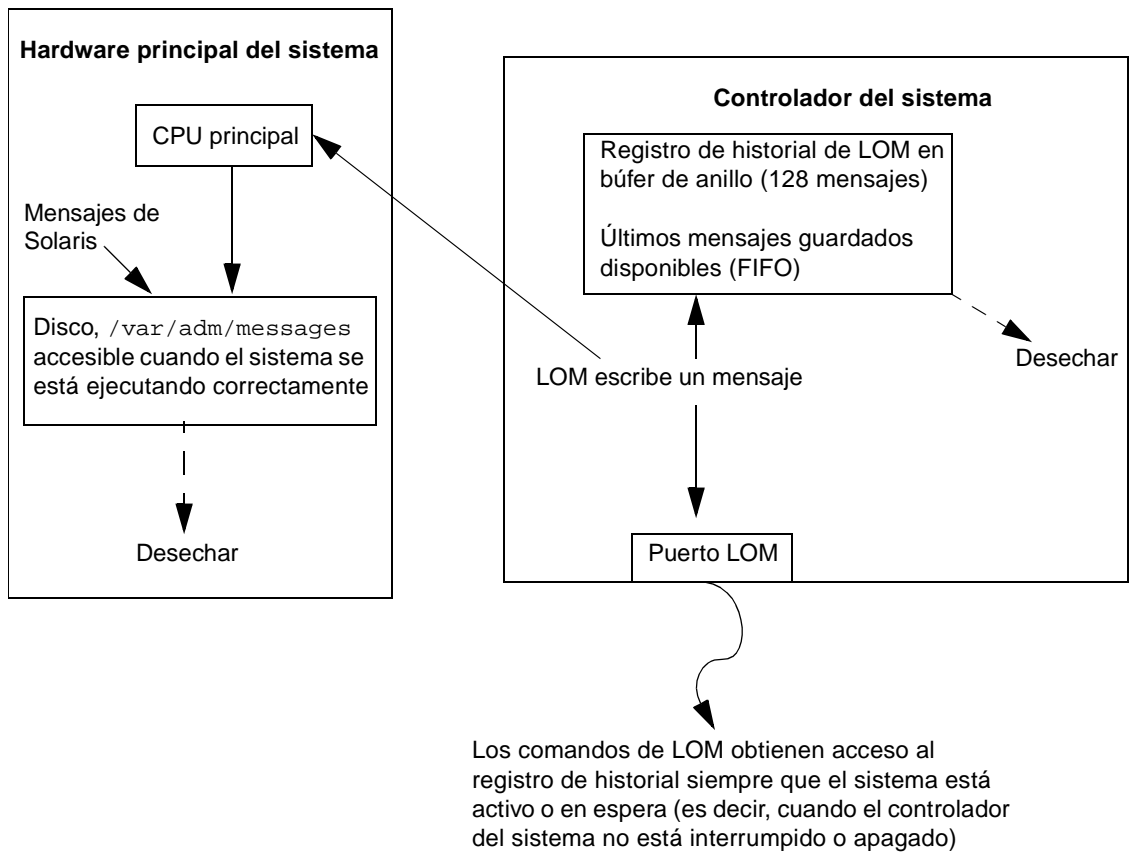 Hardware principal del sistema
CPU principal
Mensajes de
Solaris
Disco, /var/adm/messages
accesible cuando el sistema se
está ejecutando correctamente
Desechar
Controlador del sistema
Registro de historial de LOM en
búfer de anillo (128 mensajes)
Últimos mensajes guardados
disponibles (FIFO)
Desechar
LOM escribe un mensaje
Puerto LOM
Los comandos de LOM obtienen acceso al
registro de historial siempre que el sistema está
activo o en espera (es decir, cuando el controlador
del sistema no está interrumpido o apagado)